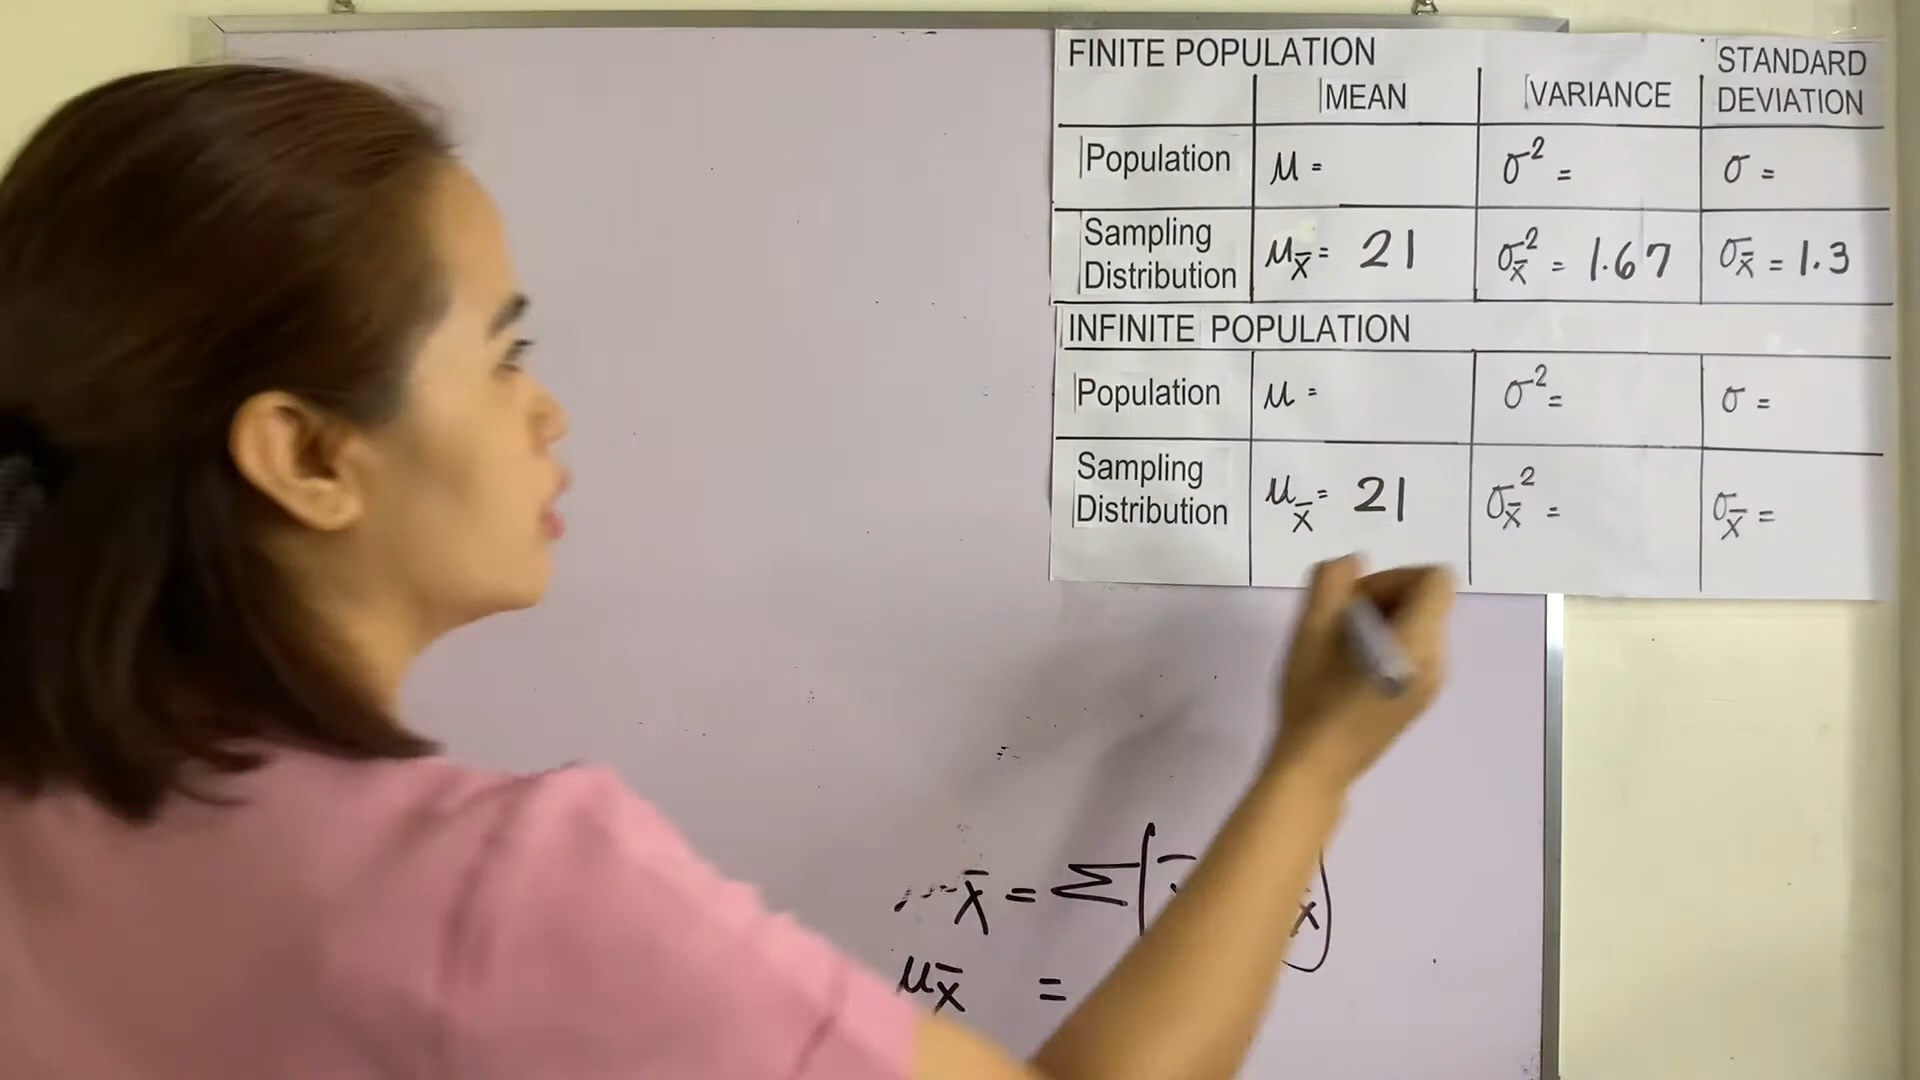 FINITE POPULATION
MEAN VARIANCE STANDARD DEVIATION
Population μ = σ² = σ =
Sampling Distribution μx̄ = 21 σx̄² = 1.67 σx̄ = 1.3
INFINITE POPULATION
Population μ = σ² = σ =
Sampling Distribution μx̄ = 21 σx̄² = σx̄ =
x̄ = Σ(
μx̄ =